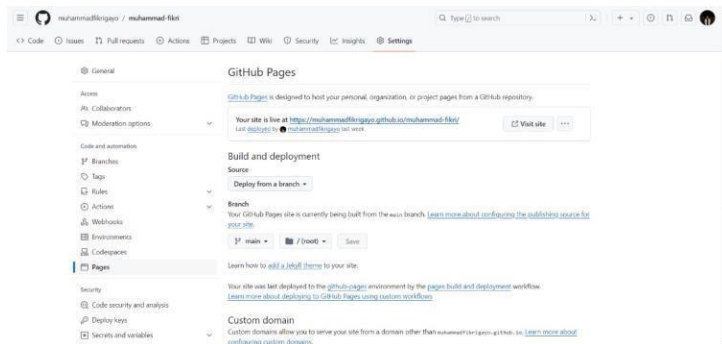 muhammadfikrigayo / muhammad-fikri
Type / to search
Code
Issues
Pull requests
Actions
Projects
Wiki
Security
Insights
Settings
General
Access
Collaborators
Moderation options
Code and automation
Branches
Tags
Rules
Actions
Webhooks
Environments
Codespaces
Pages
Security
Code security and analysis
Deploy keys
Secrets and variables
GitHub Pages
GitHub Pages is designed to host your personal, organization, or project pages from a GitHub repository.
Your site is live at https://muhammadfikrigayo.github.io/muhammad-fikri/
Last deployed by muhammadfikrigayo last week
Visit site
Build and deployment
Source
Deploy from a branch
Branch
Your GitHub Pages site is currently being built from the main branch. Learn more about configuring the publishing source for
your site.
main
/ (root)
Save
Learn how to add a Jekyll theme to your site.
Your site was last deployed to the github-pages environment by the pages build and deployment workflow.
Learn more about deploying to GitHub Pages using custom workflows
Custom domain
Custom domains allow you to serve your site from a domain other than muhammadfikrigayo.github.io. Learn more about
configuring custom domains.